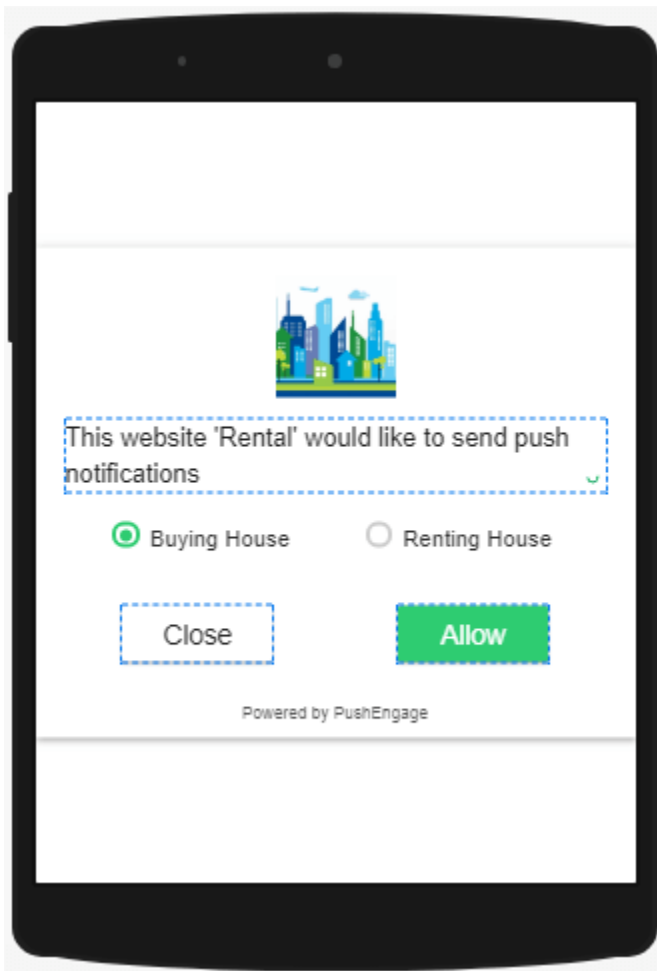 This website 'Rental' would like to send push
notifications
Buying House
Renting House
Close
Allow
Powered by PushEngage